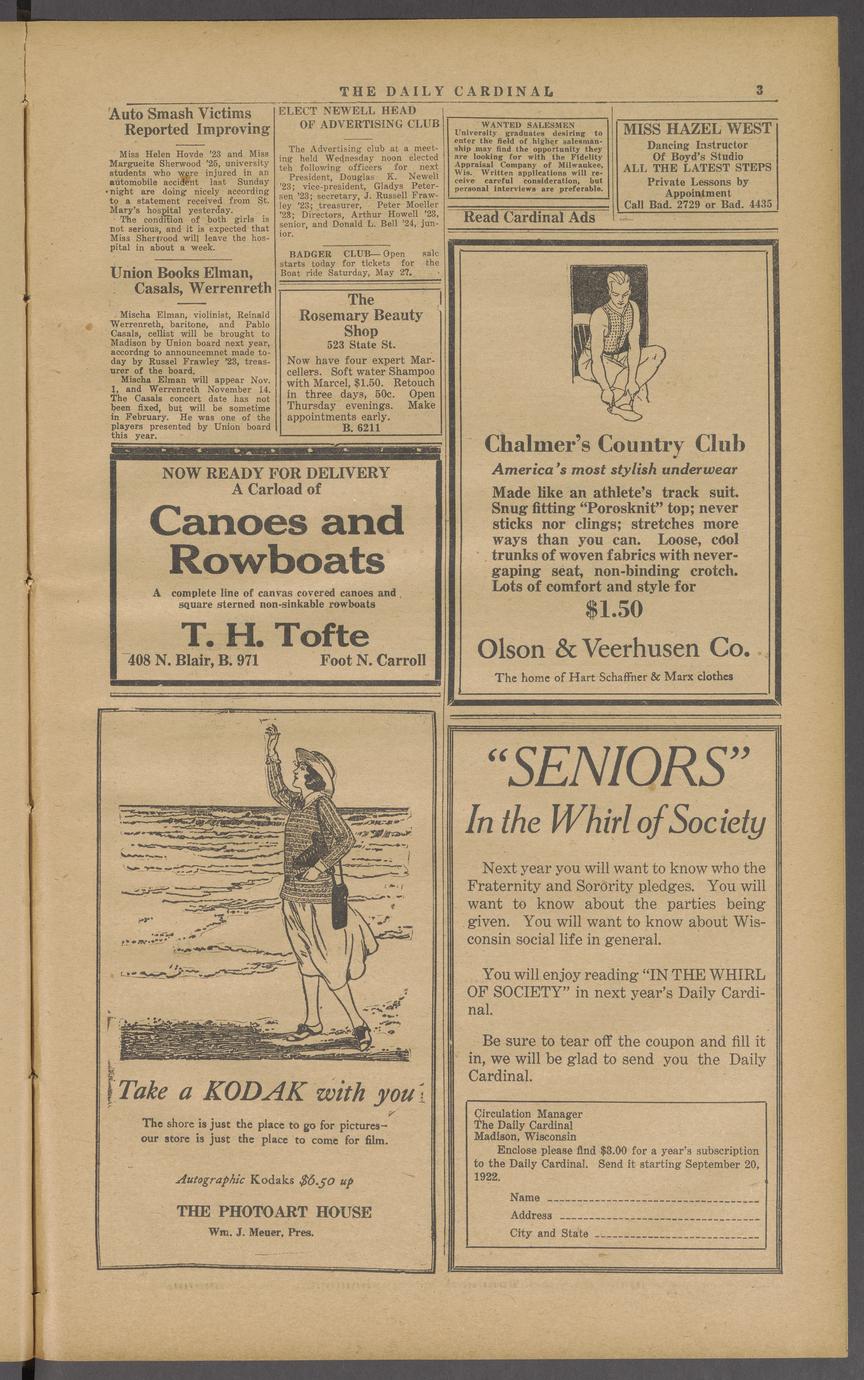 THE DAILY CARDINAL
3
Auto Smash Victims
Reported Improving
Miss Helen Hovde '23 and Miss
Margueite Sherwood '25, university
students who were injured in an
automobile accident last Sunday
night are doing nicely according
to a statement received from St.
Mary's hospital yesterday.
The condition of both girls is
not serious, and it is expected that
Miss Sherwood will leave the hos-
pital in about a week.
Union Books Elman,
Casals, Werrenreth
Mischa Elman, violinist, Reinald
Werrenreth, baritone, and Pablo
Casals, cellist will be brought to
Madison by Union board next year,
accordng to announcemnet made to-
day by Russel Frawley '23, treas-
urer of the board.
Mischa Elman will appear Nov.
1, and Werrenreth November 14.
The Casals concert date has not
been fixed, but will be sometime
in February. He was one of the
players presented by Union board
this year.
ELECT NEWELL HEAD
OF ADVERTISING CLUB
The Advertising club at a meet-
ing held Wednesday noon elected
teh following officers for next
President, Douglas K. Newell
'23; vice-president, Gladys Peter-
sen '23; secretary, J. Russell Fraw-
ley '23; treasurer, Peter Moeller
'23; Directors, Arthur Howell '23,
senior, and Donald L. Bell '24, jun-
ior.
BADGER CLUB—Open sale
starts today for tickets for the
Boat ride Saturday, May 27.
The
Rosemary Beauty
Shop
523 State St.
Now have four expert Mar-
cellers. Soft water Shampoo
with Marcel, $1.50. Retouch
in three days, 50c. Open
Thursday evenings. Make
appointments early.
B. 6211
NOW READY FOR DELIVERY
A Carload of
Canoes and
Rowboats
A complete line of canvas covered canoes and
square sterned non-sinkable rowboats
T. H. Tofte
408 N. Blair, B. 971 Foot N. Carroll
Take a KODAK with you
The shore is just the place to go for pictures—
our store is just the place to come for film.
Autographic Kodaks $6.50 up
THE PHOTOART HOUSE
Wm. J. Meuer, Pres.
WANTED SALESMEN
University graduates desiring to
enter the field of higher salesman-
ship may find the opportunity they
are looking for with the Fidelity
Appraisal Company of Milwaukee,
Wis. Written applications will re-
ceive careful consideration, but
personal interviews are preferable.
Read Cardinal Ads
MISS HAZEL WEST
Dancing Instructor
Of Boyd's Studio
ALL THE LATEST STEPS
Private Lessons by
Appointment
Call Bad. 2729 or Bad. 4435
Chalmer's Country Club
America's most stylish underwear
Made like an athlete's track suit.
Snug fitting "Porosknit" top; never
sticks nor clings; stretches more
ways than you can. Loose, cool
trunks of woven fabrics with never-
gaping seat, non-binding crotch.
Lots of comfort and style for
$1.50
Olson & Veerhusen Co.
The home of Hart Schaffner & Marx clothes
"SENIORS"
In the Whirl of Society
Next year you will want to know who the
Fraternity and Sorority pledges. You will
want to know about the parties being
given. You will want to know about Wis-
consin social life in general.
You will enjoy reading "IN THE WHIRL
OF SOCIETY" in next year's Daily Cardi-
nal.
Be sure to tear off the coupon and fill it
in, we will be glad to send you the Daily
Cardinal.
Circulation Manager
The Daily Cardinal
Madison, Wisconsin
Enclose please find $3.00 for a year's subscription
to the Daily Cardinal. Send it starting September 20,
1922.
Name
Address
City and State